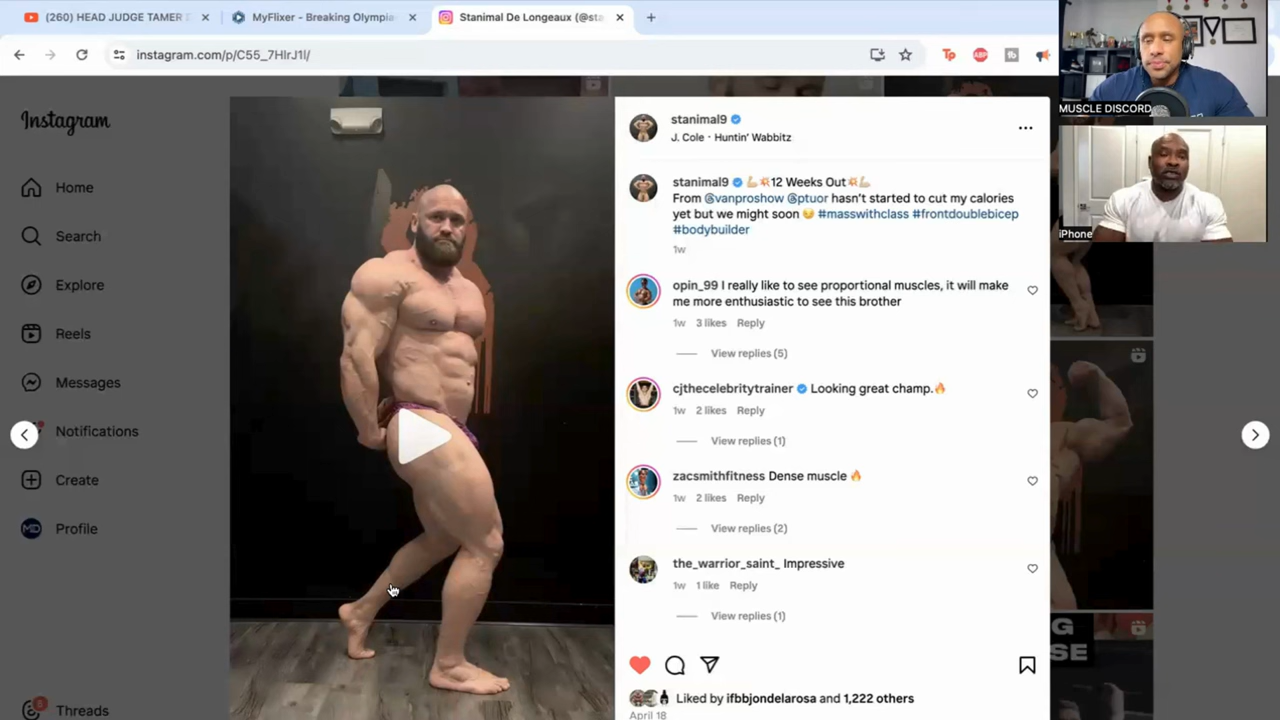 (260) HEAD JUDGE TAMER
MyFlixer - Breaking Olympia
Stanimal De Longeaux (@sta
instagram.com/p/C55_7HlrJ1l/
Tp
ABP
MUSCLE DISCORD
iPhone
Instagram
Home
Search
Explore
Reels
Messages
Notifications
Create
MD Profile
Threads
stanimal9
J. Cole · Huntin' Wabbitz
stanimal9 💪💥12 Weeks Out💥💪
From @vanproshow @ptuor hasn't started to cut my calories
yet but we might soon 😏 #masswithclass #frontdoublebicep
#bodybuilder
1w
opin_99 I really like to see proportional muscles, it will make
me more enthusiastic to see this brother
1w 3 likes Reply
View replies (5)
cjthecelebritytrainer Looking great champ.🔥
1w 2 likes Reply
View replies (1)
zacsmithfitness Dense muscle 🔥
1w 2 likes Reply
View replies (2)
the_warrior_saint_ Impressive
1w 1 like Reply
View replies (1)
Liked by ifbbjondelarosa and 1,222 others
April 18
G
SE